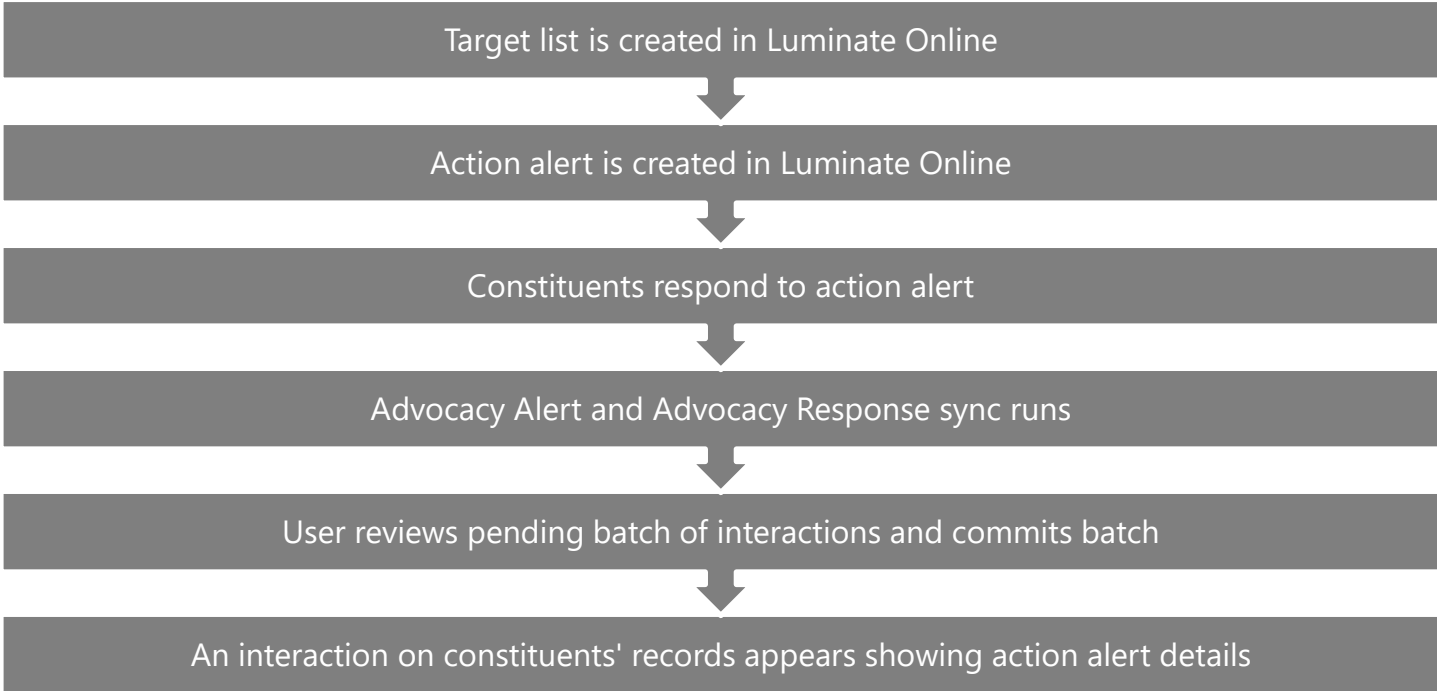 Target list is created in Luminate Online
Action alert is created in Luminate Online
Constituents respond to action alert
Advocacy Alert and Advocacy Response sync runs
User reviews pending batch of interactions and commits batch
An interaction on constituents' records appears showing action alert details